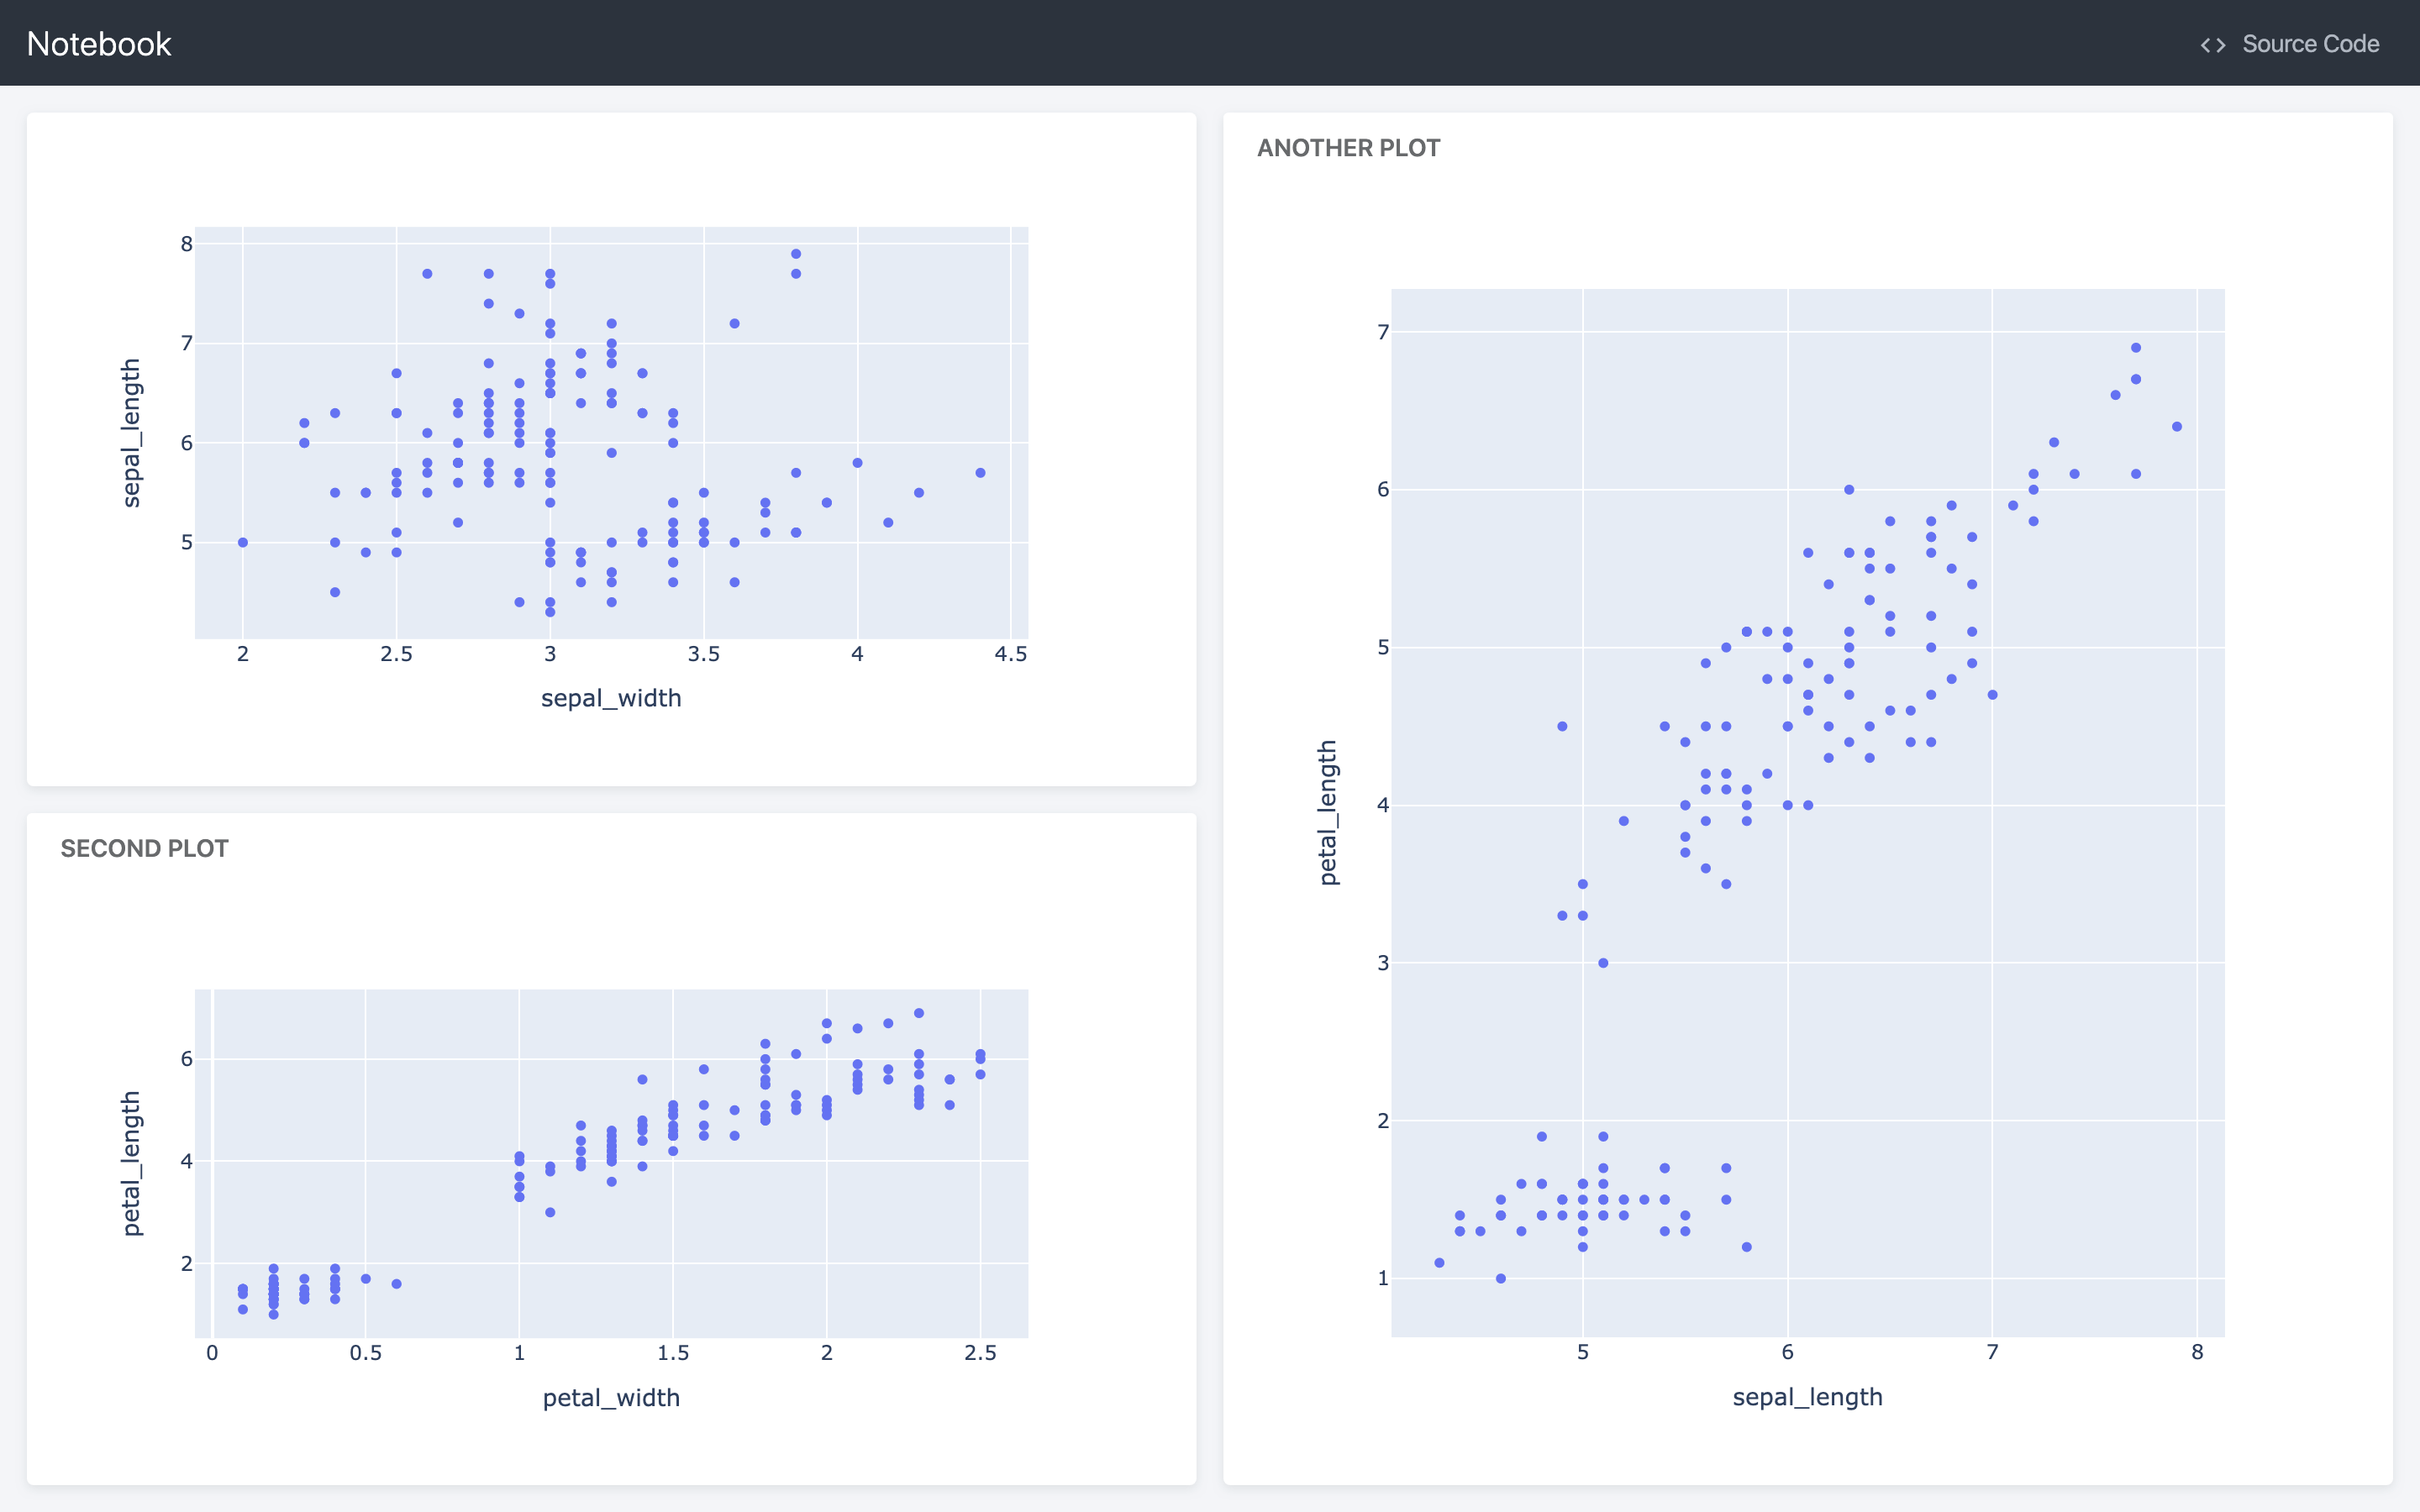 Notebook
<> Source Code
8
7
6
5
2 2.5 3 3.5 4 4.5
sepal_length
sepal_width
SECOND PLOT
6
4
2
0 0.5 1 1.5 2 2.5
petal_length
petal_width
ANOTHER PLOT
7
6
5
4
3
2
1
5 6 7 8
petal_length
sepal_length